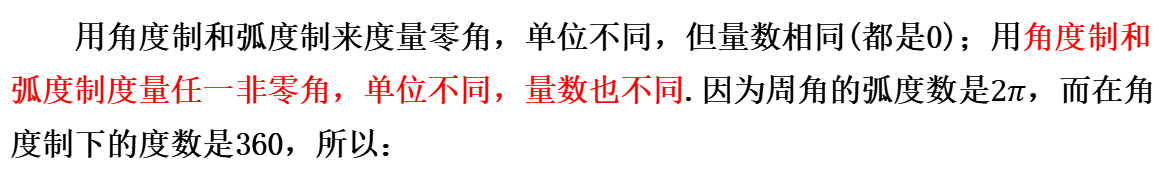 用角度制和弧度制来度量零角，单位不同，但量数相同(都是0)；用角度制和
弧度制度量任一非零角，单位不同，量数也不同.因为周角的弧度数是2π，而在角
度制下的度数是360，所以：